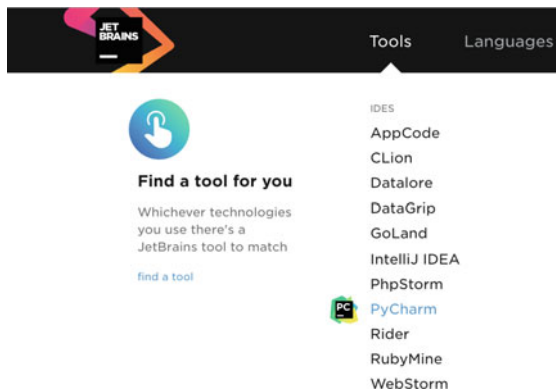 JET
BRAINS
Tools
Languages
Find a tool for you
Whichever technologies
you use there's a
JetBrains tool to match
find a tool
IDES
AppCode
CLion
Datalore
DataGrip
GoLand
IntelliJ IDEA
PhpStorm
PC
PyCharm
Rider
RubyMine
WebStorm